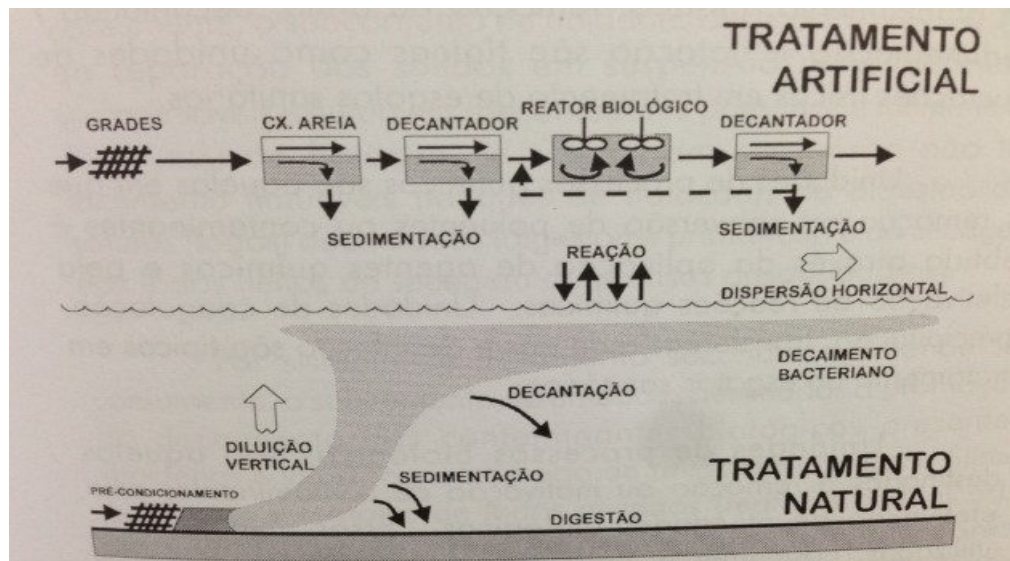 TRATAMENTO
ARTIFICIAL
GRADES
CX. AREIA
DECANTADOR
REATOR BIOLÓGICO
DECANTADOR
SEDIMENTAÇÃO
REAÇÃO
SEDIMENTAÇÃO
DISPERSÃO HORIZONTAL
DECAIMENTO
BACTERIANO
DECANTAÇÃO
DILUIÇÃO
VERTICAL
SEDIMENTAÇÃO
TRATAMENTO
NATURAL
PRÉ-CONDICIONAMENTO
DIGESTÃO